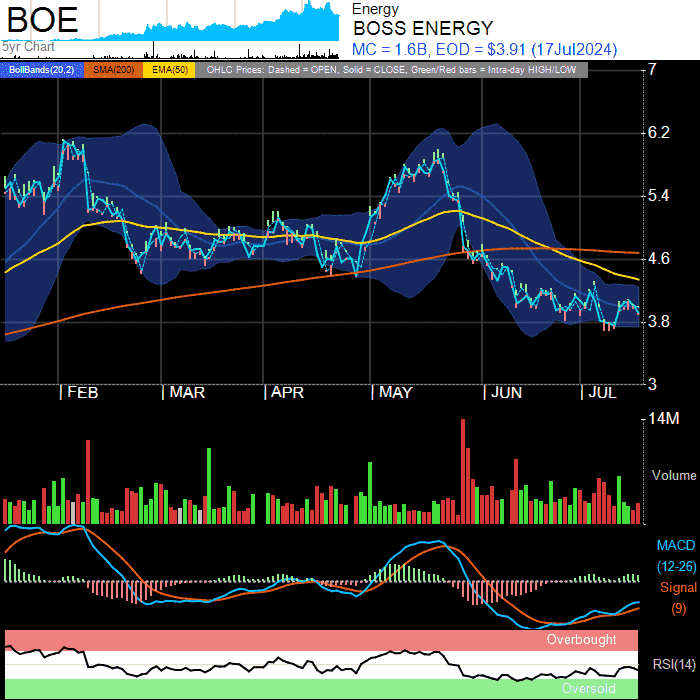 BOE
5yr Chart
Energy
BOSS ENERGY
MC = 1.6B, EOD = $3.91 (17Jul2024)
BollBands(20,2) SMA(200) EMA(50) OHLC Prices: Dashed = OPEN, Solid = CLOSE, Green/Red bars = Intra-day HIGH/LOW
7
6.2
5.4
4.6
3.8
3
FEB MAR APR MAY JUN JUL
14M
Volume
MACD
(12-26)
Signal
(9)
Overbought
RSI(14)
Oversold